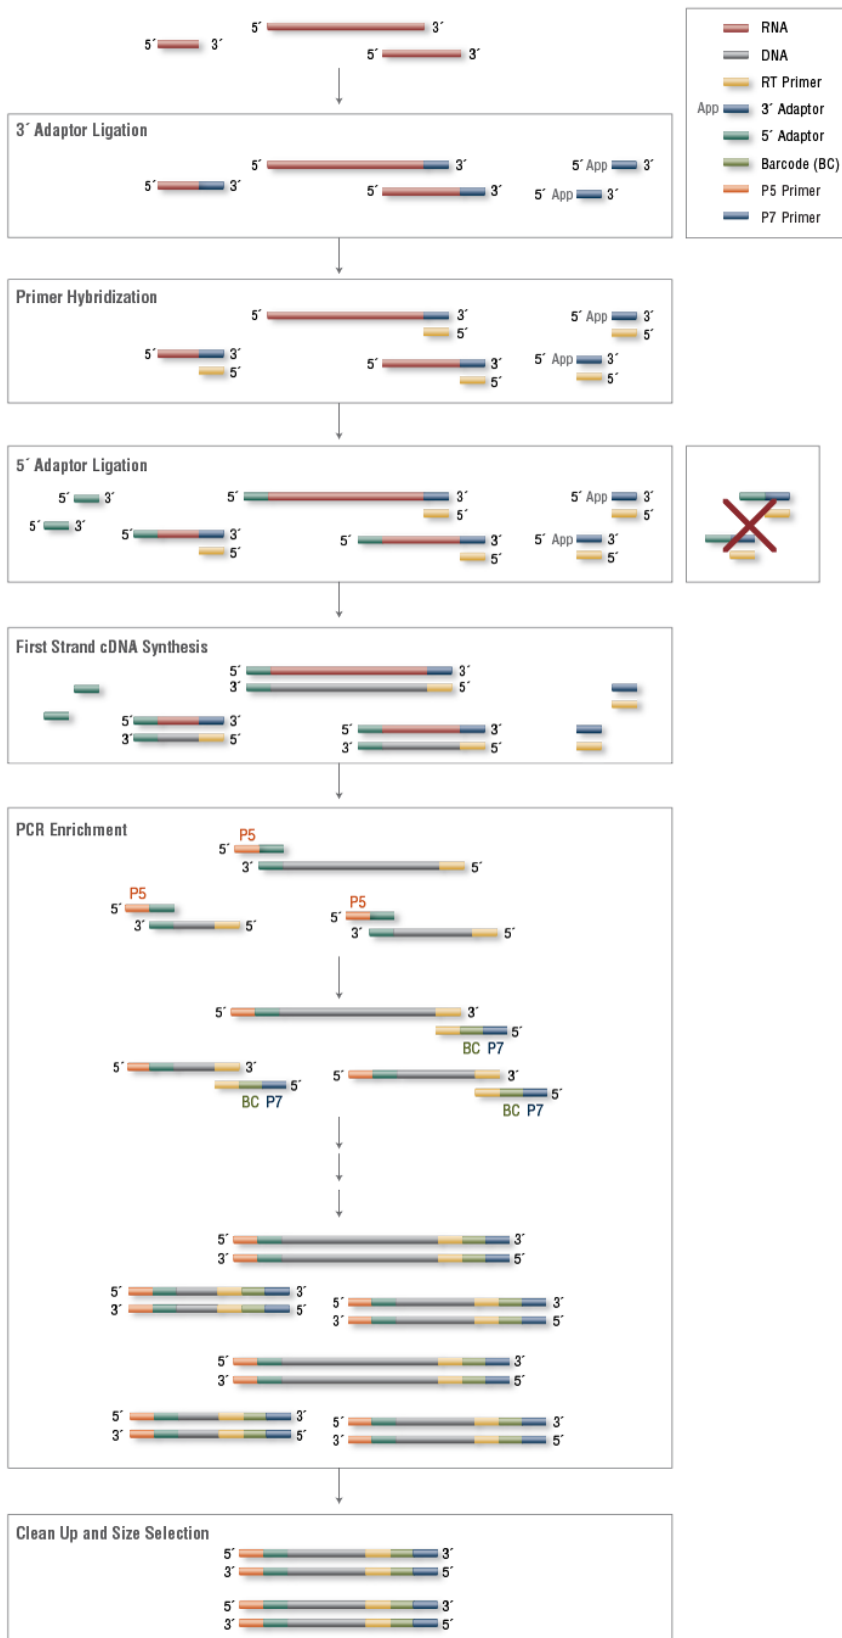 5´ 3´
5´ 3´
5´ 3´
RNA
DNA
RT Primer
App 3´ Adaptor
5´ Adaptor
Barcode (BC)
P5 Primer
P7 Primer
3´ Adaptor Ligation
5´ 3´
5´ App 3´
5´ 3´
5´ 3´
5´ App 3´
Primer Hybridization
5´ 3´
5´
5´ App 3´
5´
5´ 3´
5´
5´ 3´
5´
5´ App 3´
5´
5´ Adaptor Ligation
5´ 3´
5´ 3´
5´ 3´
5´
5´ App 3´
5´
5´ 3´
5´
5´ 3´
5´
5´ App 3´
5´
First Strand cDNA Synthesis
5´ 3´
3´ 5´
5´ 3´
3´ 5´
5´ 3´
3´ 5´
PCR Enrichment
P5
5´
3´ 5´
P5
5´
3´ 5´
P5
5´
3´ 5´
5´ 3´
5´
BC P7
5´ 3´
5´
BC P7
5´ 3´
5´
BC P7
5´ 3´
3´ 5´
5´ 3´
3´ 5´
5´ 3´
3´ 5´
5´ 3´
3´ 5´
5´ 3´
3´ 5´
5´ 3´
3´ 5´
Clean Up and Size Selection
5´ 3´
3´ 5´
5´ 3´
3´ 5´